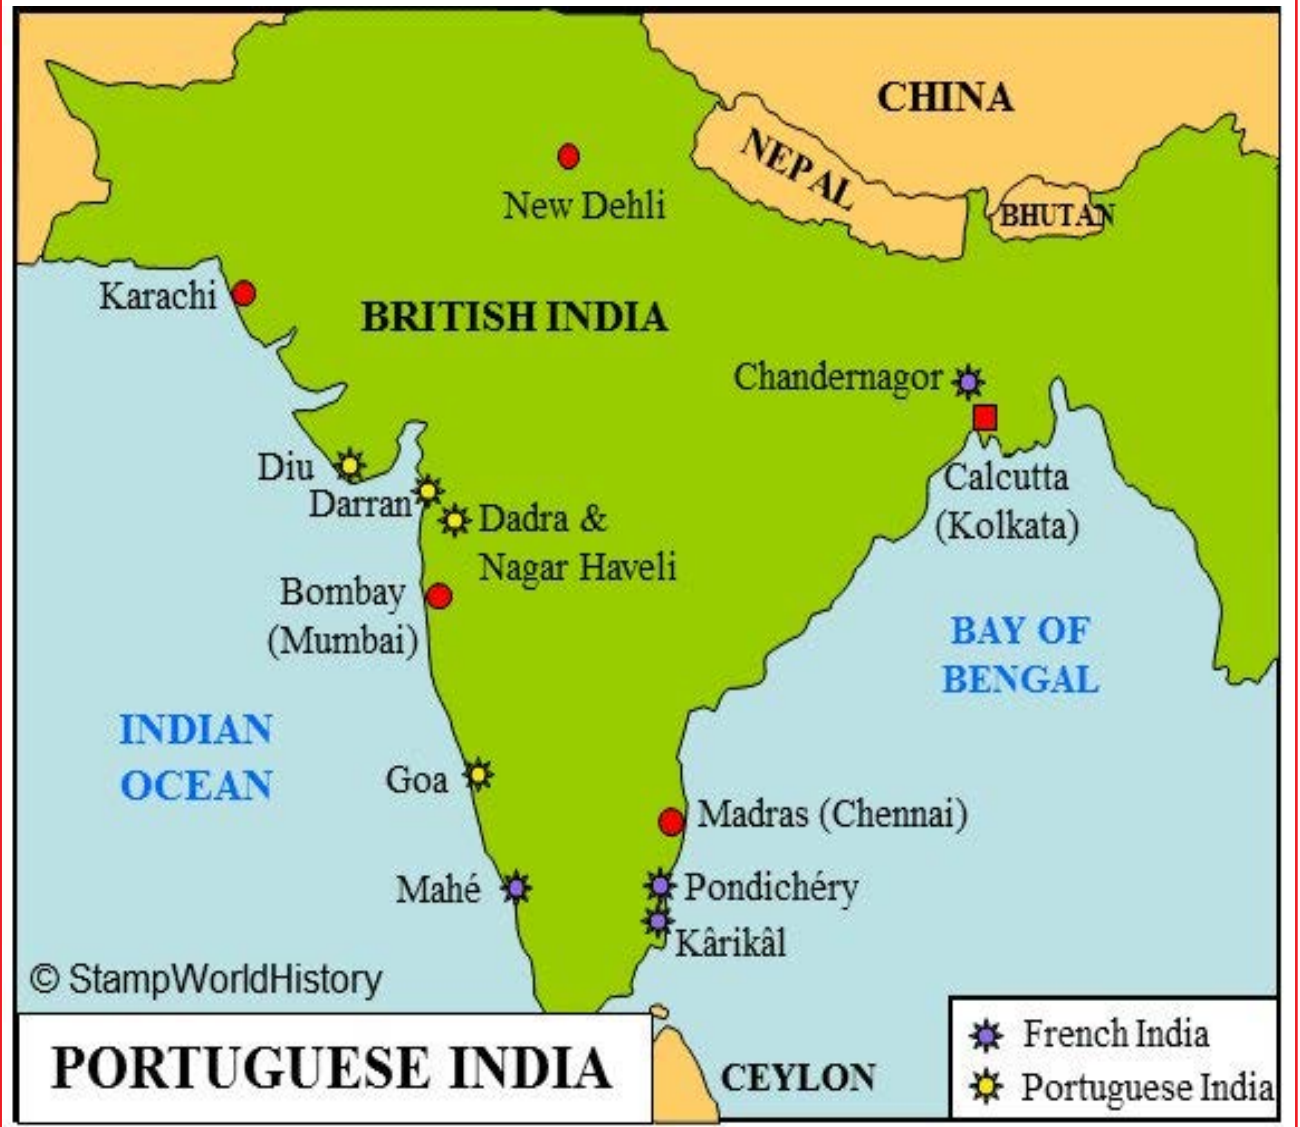 CHINA
NEPAL
BHUTAN
New Dehli
Karachi
BRITISH INDIA
Chandernagor
Calcutta
(Kolkata)
Diu
Darran
Dadra &
Nagar Haveli
Bombay
(Mumbai)
BAY OF
BENGAL
INDIAN
OCEAN
Goa
Madras (Chennai)
Mahé
Pondichéry
Kârikâl
© StampWorldHistory
PORTUGUESE INDIA
CEYLON
French India
Portuguese India